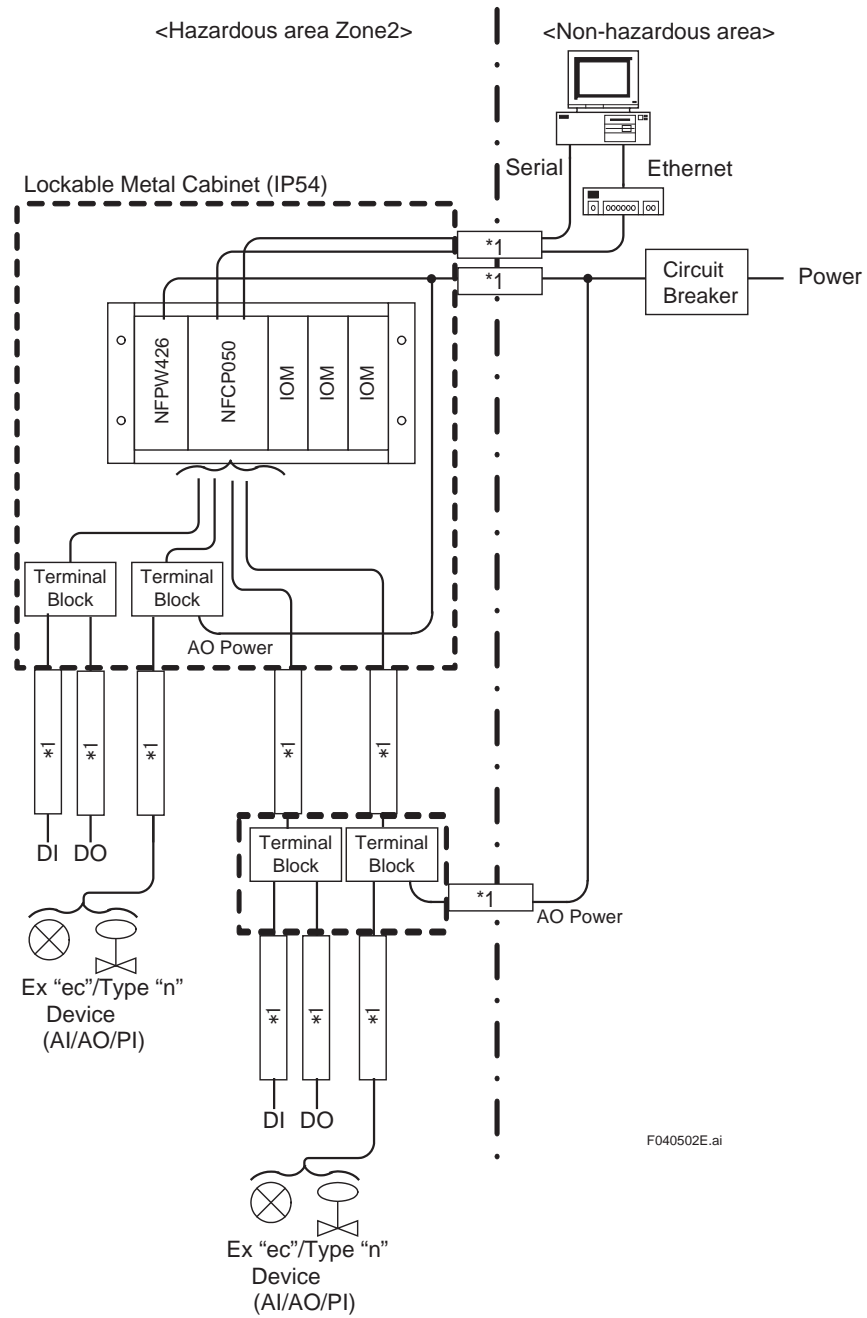 <Hazardous area Zone2>
<Non-hazardous area>
Serial
Ethernet
Lockable Metal Cabinet (IP54)
*1
*1
Circuit
Breaker
Power
NFPW426
NFCP050
IOM
IOM
IOM
Terminal
Block
Terminal
Block
AO Power
*1
*1
*1
*1
*1
DI
DO
Terminal
Block
Terminal
Block
*1
AO Power
Ex “ec”/Type “n”
Device
(AI/AO/PI)
*1
*1
*1
DI
DO
F040502E.ai
Ex “ec”/Type “n”
Device
(AI/AO/PI)